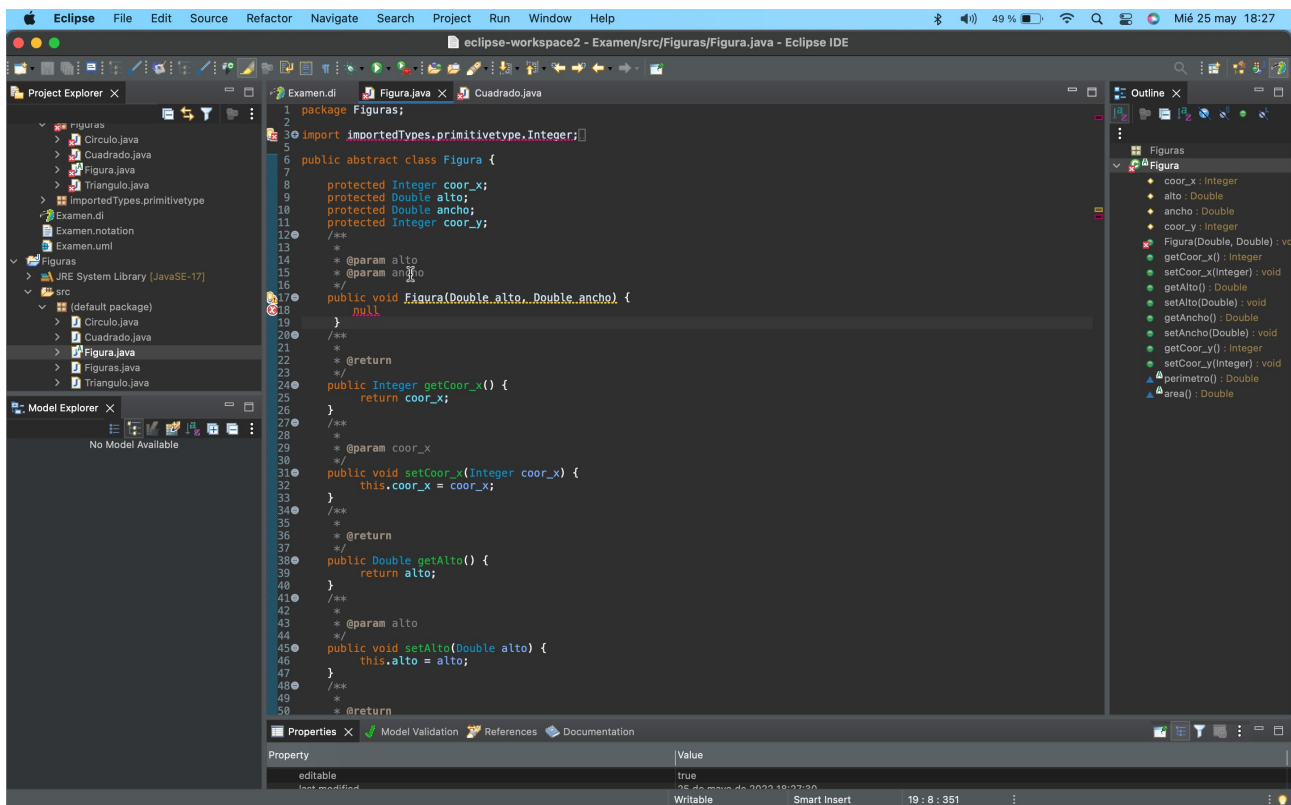 Eclipse File Edit Source Refactor Navigate Search Project Run Window Help 49 % Mié 25 may 18:27
eclipse-workspace2 - Examen/src/Figuras/Figura.java - Eclipse IDE
Project Explorer
Figuras
Circulo.java
Cuadrado.java
Figura.java
Triangulo.java
importedTypes.primitivetype
Examen.di
Examen.notation
Examen.uml
Figuras
JRE System Library [JavaSE-17]
src
(default package)
Circulo.java
Cuadrado.java
Figura.java
Figuras.java
Triangulo.java
Model Explorer
No Model Available
Examen.di Figura.java Cuadrado.java
1 package Figuras;
2
3 import importedTypes.primitivetype.Integer;
5
6 public abstract class Figura {
7
8 protected Integer coor_x;
9 protected Double alto;
10 protected Double ancho;
11 protected Integer coor_y;
12 /**
13 *
14 * @param alto
15 * @param ancho
16 */
17 public void Figura(Double alto, Double ancho) {
18 null
19 }
20 /**
21 *
22 * @return
23 */
24 public Integer getCoor_x() {
25 return coor_x;
26 }
27 /**
28 *
29 * @param coor_x
30 */
31 public void setCoor_x(Integer coor_x) {
32 this.coor_x = coor_x;
33 }
34 /**
35 *
36 * @return
37 */
38 public Double getAlto() {
39 return alto;
40 }
41 /**
42 *
43 * @param alto
44 */
45 public void setAlto(Double alto) {
46 this.alto = alto;
47 }
48 /**
49 *
50 * @return
Outline
Figuras
Figura
coor_x : Integer
alto : Double
ancho : Double
coor_y : Integer
Figura(Double, Double) : vo
getCoor_x() : Integer
setCoor_x(Integer) : void
getAlto() : Double
setAlto(Double) : void
getAncho() : Double
setAncho(Double) : void
getCoor_y() : Integer
setCoor_y(Integer) : void
perimetro() : Double
area() : Double
Properties Model Validation References Documentation
Property Value
editable true
last modified 25 de mayo de 2022 18:27:30
Writable Smart Insert 19 : 8 : 351